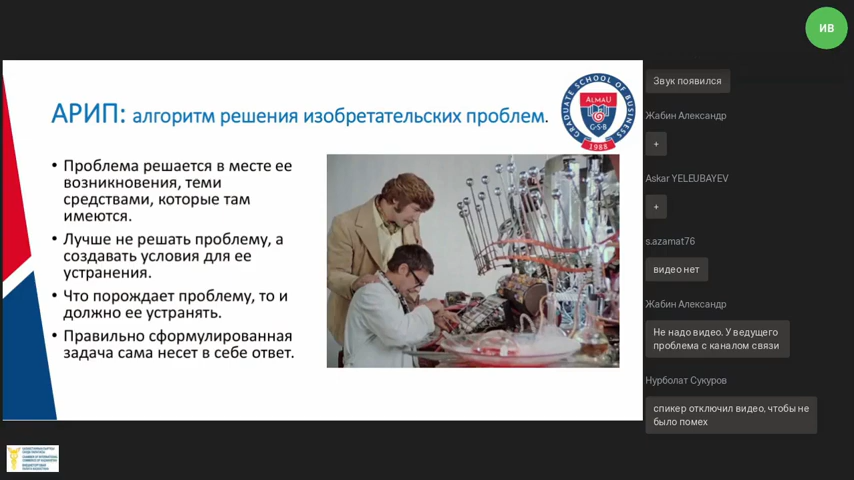 ИВ
АРИП: алгоритм решения изобретательских проблем.
GRADUATE SCHOOL OF BUSINESS
ALMAU
G·S·B
1988
• Проблема решается в месте ее
возникновения, теми
средствами, которые там
имеются.
• Лучше не решать проблему, а
создавать условия для ее
устранения.
• Что порождает проблему, то и
должно ее устранять.
• Правильно сформулированная
задача сама несет в себе ответ.
Звук появился
Жабин Александр
+
Askar YELEUBAYEV
+
s.azamat76
видео нет
Жабин Александр
Не надо видео. У ведущего
проблема с каналом связи
Нурболат Сукуров
спикер отключил видео, чтобы не
было помех